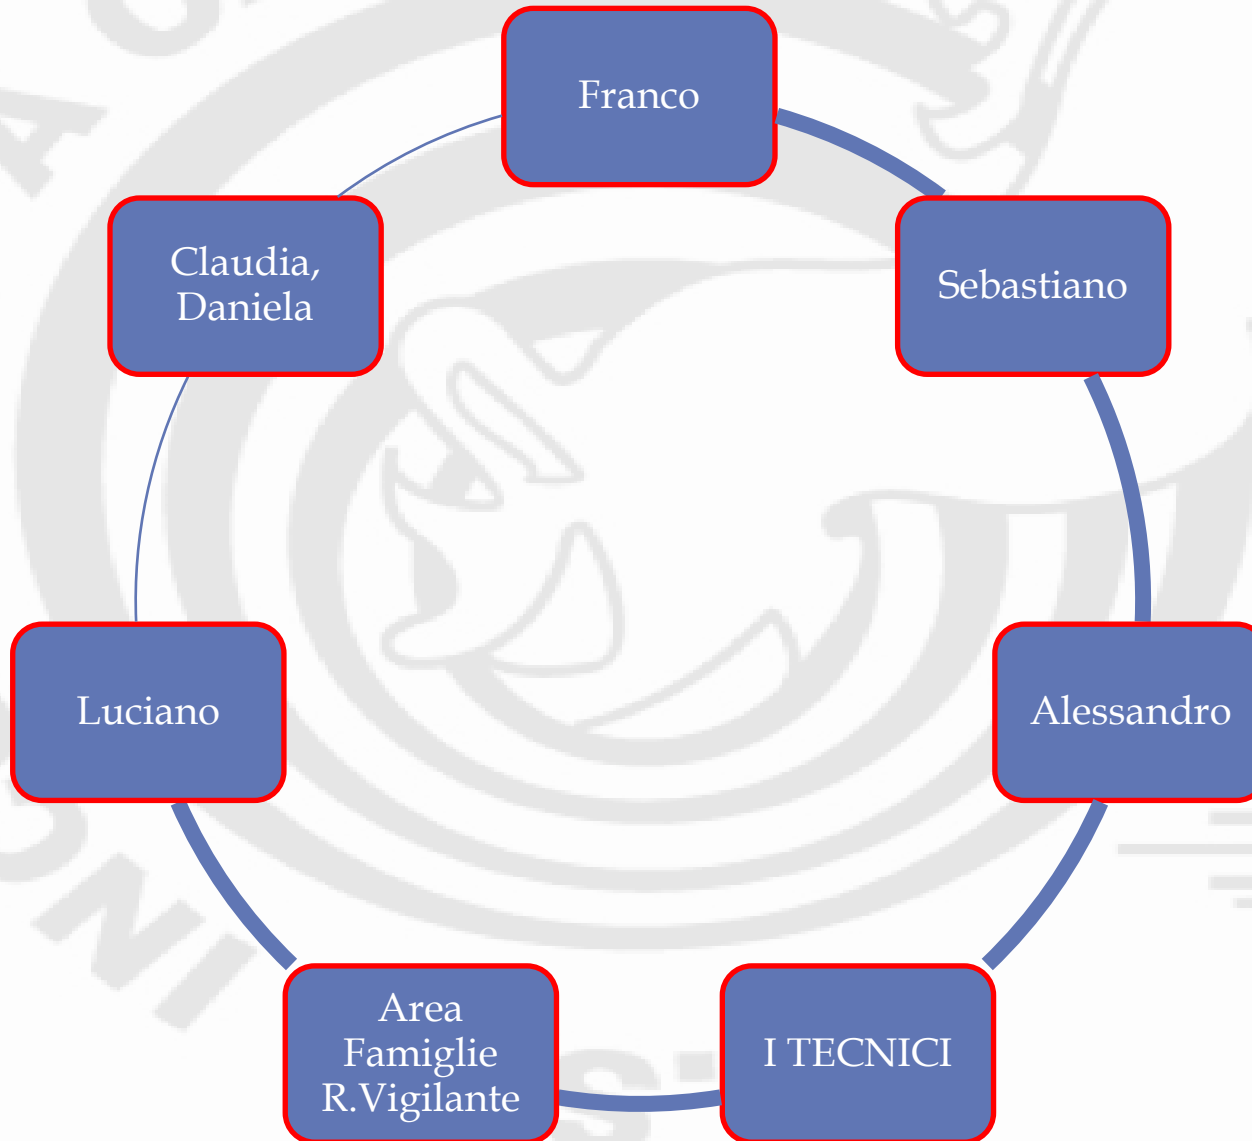 Franco
Claudia,
Daniela
Sebastiano
Luciano
Alessandro
Area
Famiglie
R.Vigilante
I TECNICI